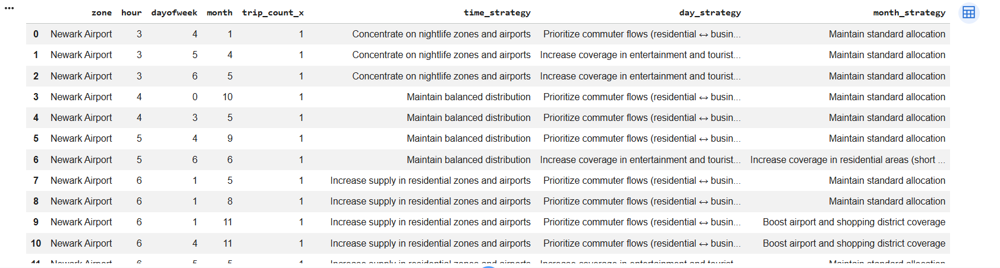 zone hour dayofweek month trip_count_x time_strategy day_strategy month_strategy
0 Newark Airport 3 4 1 1 Concentrate on nightlife zones and airports Prioritize commuter flows (residential ↔ busin... Maintain standard allocation
1 Newark Airport 3 5 4 1 Concentrate on nightlife zones and airports Increase coverage in entertainment and tourist... Maintain standard allocation
2 Newark Airport 3 6 5 1 Concentrate on nightlife zones and airports Increase coverage in entertainment and tourist... Maintain standard allocation
3 Newark Airport 4 0 10 1 Maintain balanced distribution Prioritize commuter flows (residential ↔ busin... Maintain standard allocation
4 Newark Airport 4 3 5 1 Maintain balanced distribution Prioritize commuter flows (residential ↔ busin... Maintain standard allocation
5 Newark Airport 5 4 9 1 Maintain balanced distribution Prioritize commuter flows (residential ↔ busin... Maintain standard allocation
6 Newark Airport 5 6 6 1 Maintain balanced distribution Increase coverage in entertainment and tourist... Increase coverage in residential areas (short ...
7 Newark Airport 6 1 5 1 Increase supply in residential zones and airports Prioritize commuter flows (residential ↔ busin... Maintain standard allocation
8 Newark Airport 6 1 8 1 Increase supply in residential zones and airports Prioritize commuter flows (residential ↔ busin... Maintain standard allocation
9 Newark Airport 6 1 11 1 Increase supply in residential zones and airports Prioritize commuter flows (residential ↔ busin... Boost airport and shopping district coverage
10 Newark Airport 6 4 11 1 Increase supply in residential zones and airports Prioritize commuter flows (residential ↔ busin... Boost airport and shopping district coverage
11 Newark Airport 6 5 5 1 Increase supply in residential zones and airports Increase coverage in entertainment and tourist... Maintain standard allocation